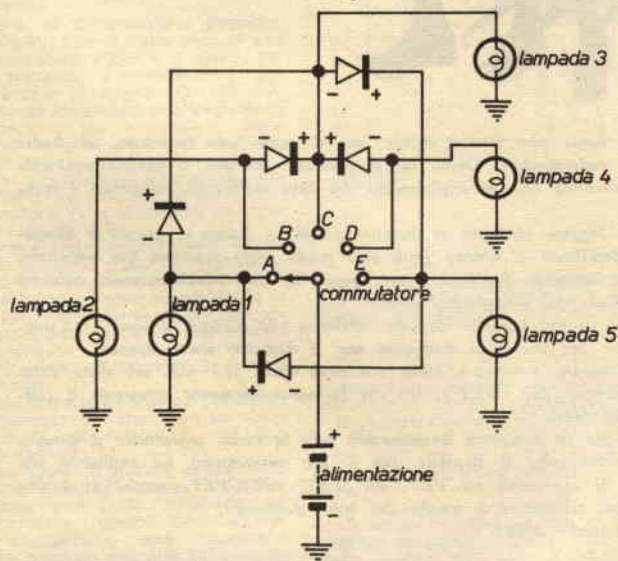 lampada 3
- +
- + + -
lampada 4
+
-
C
B D
A E
commutatore
lampada 2 lampada 1
lampada 5
+ -
+
alimentazione
-